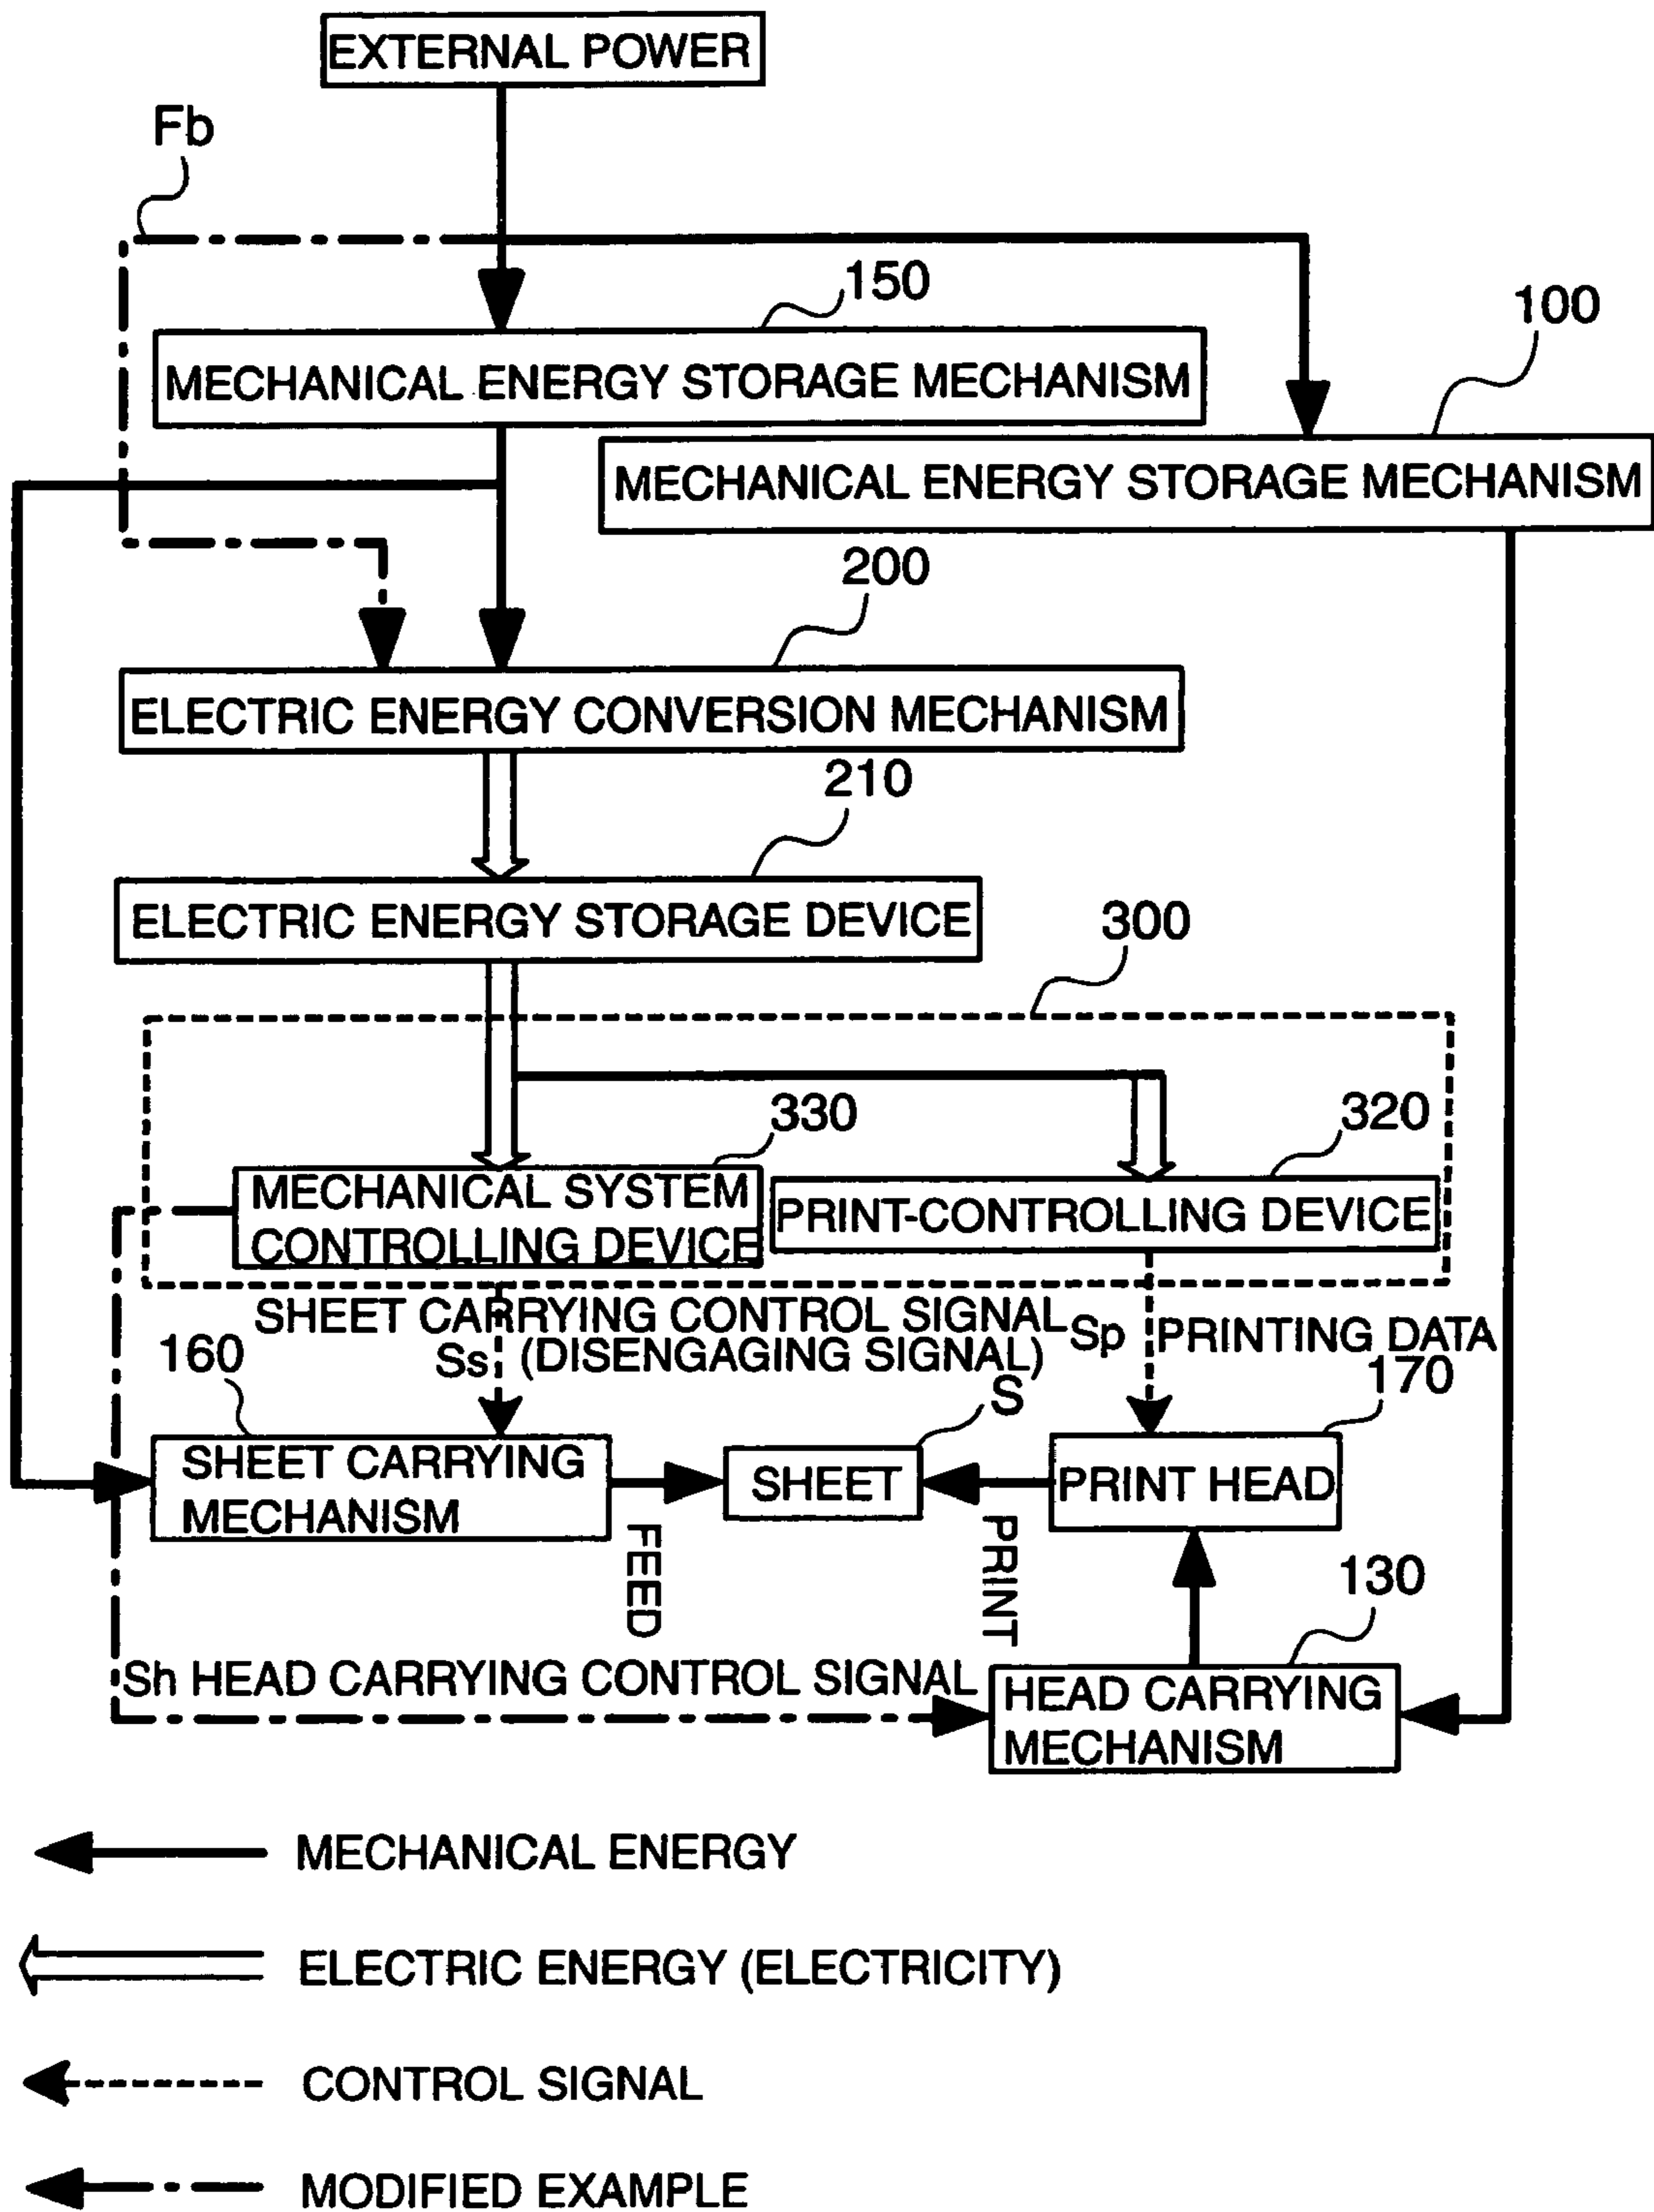 EXTERNAL POWER
Fb
150
100
MECHANICAL ENERGY STORAGE MECHANISM
MECHANICAL ENERGY STORAGE MECHANISM
200
ELECTRIC ENERGY CONVERSION MECHANISM
210
ELECTRIC ENERGY STORAGE DEVICE
300
330
320
MECHANICAL SYSTEM
CONTROLLING DEVICE
PRINT-CONTROLLING DEVICE
SHEET CARRYING CONTROL SIGNAL
Ss (DISENGAGING SIGNAL)
Sp PRINTING DATA
160
S
170
SHEET CARRYING
MECHANISM
SHEET
PRINT HEAD
FEED
PRINT
130
Sh HEAD CARRYING CONTROL SIGNAL
HEAD CARRYING
MECHANISM
MECHANICAL ENERGY
ELECTRIC ENERGY (ELECTRICITY)
CONTROL SIGNAL
MODIFIED EXAMPLE